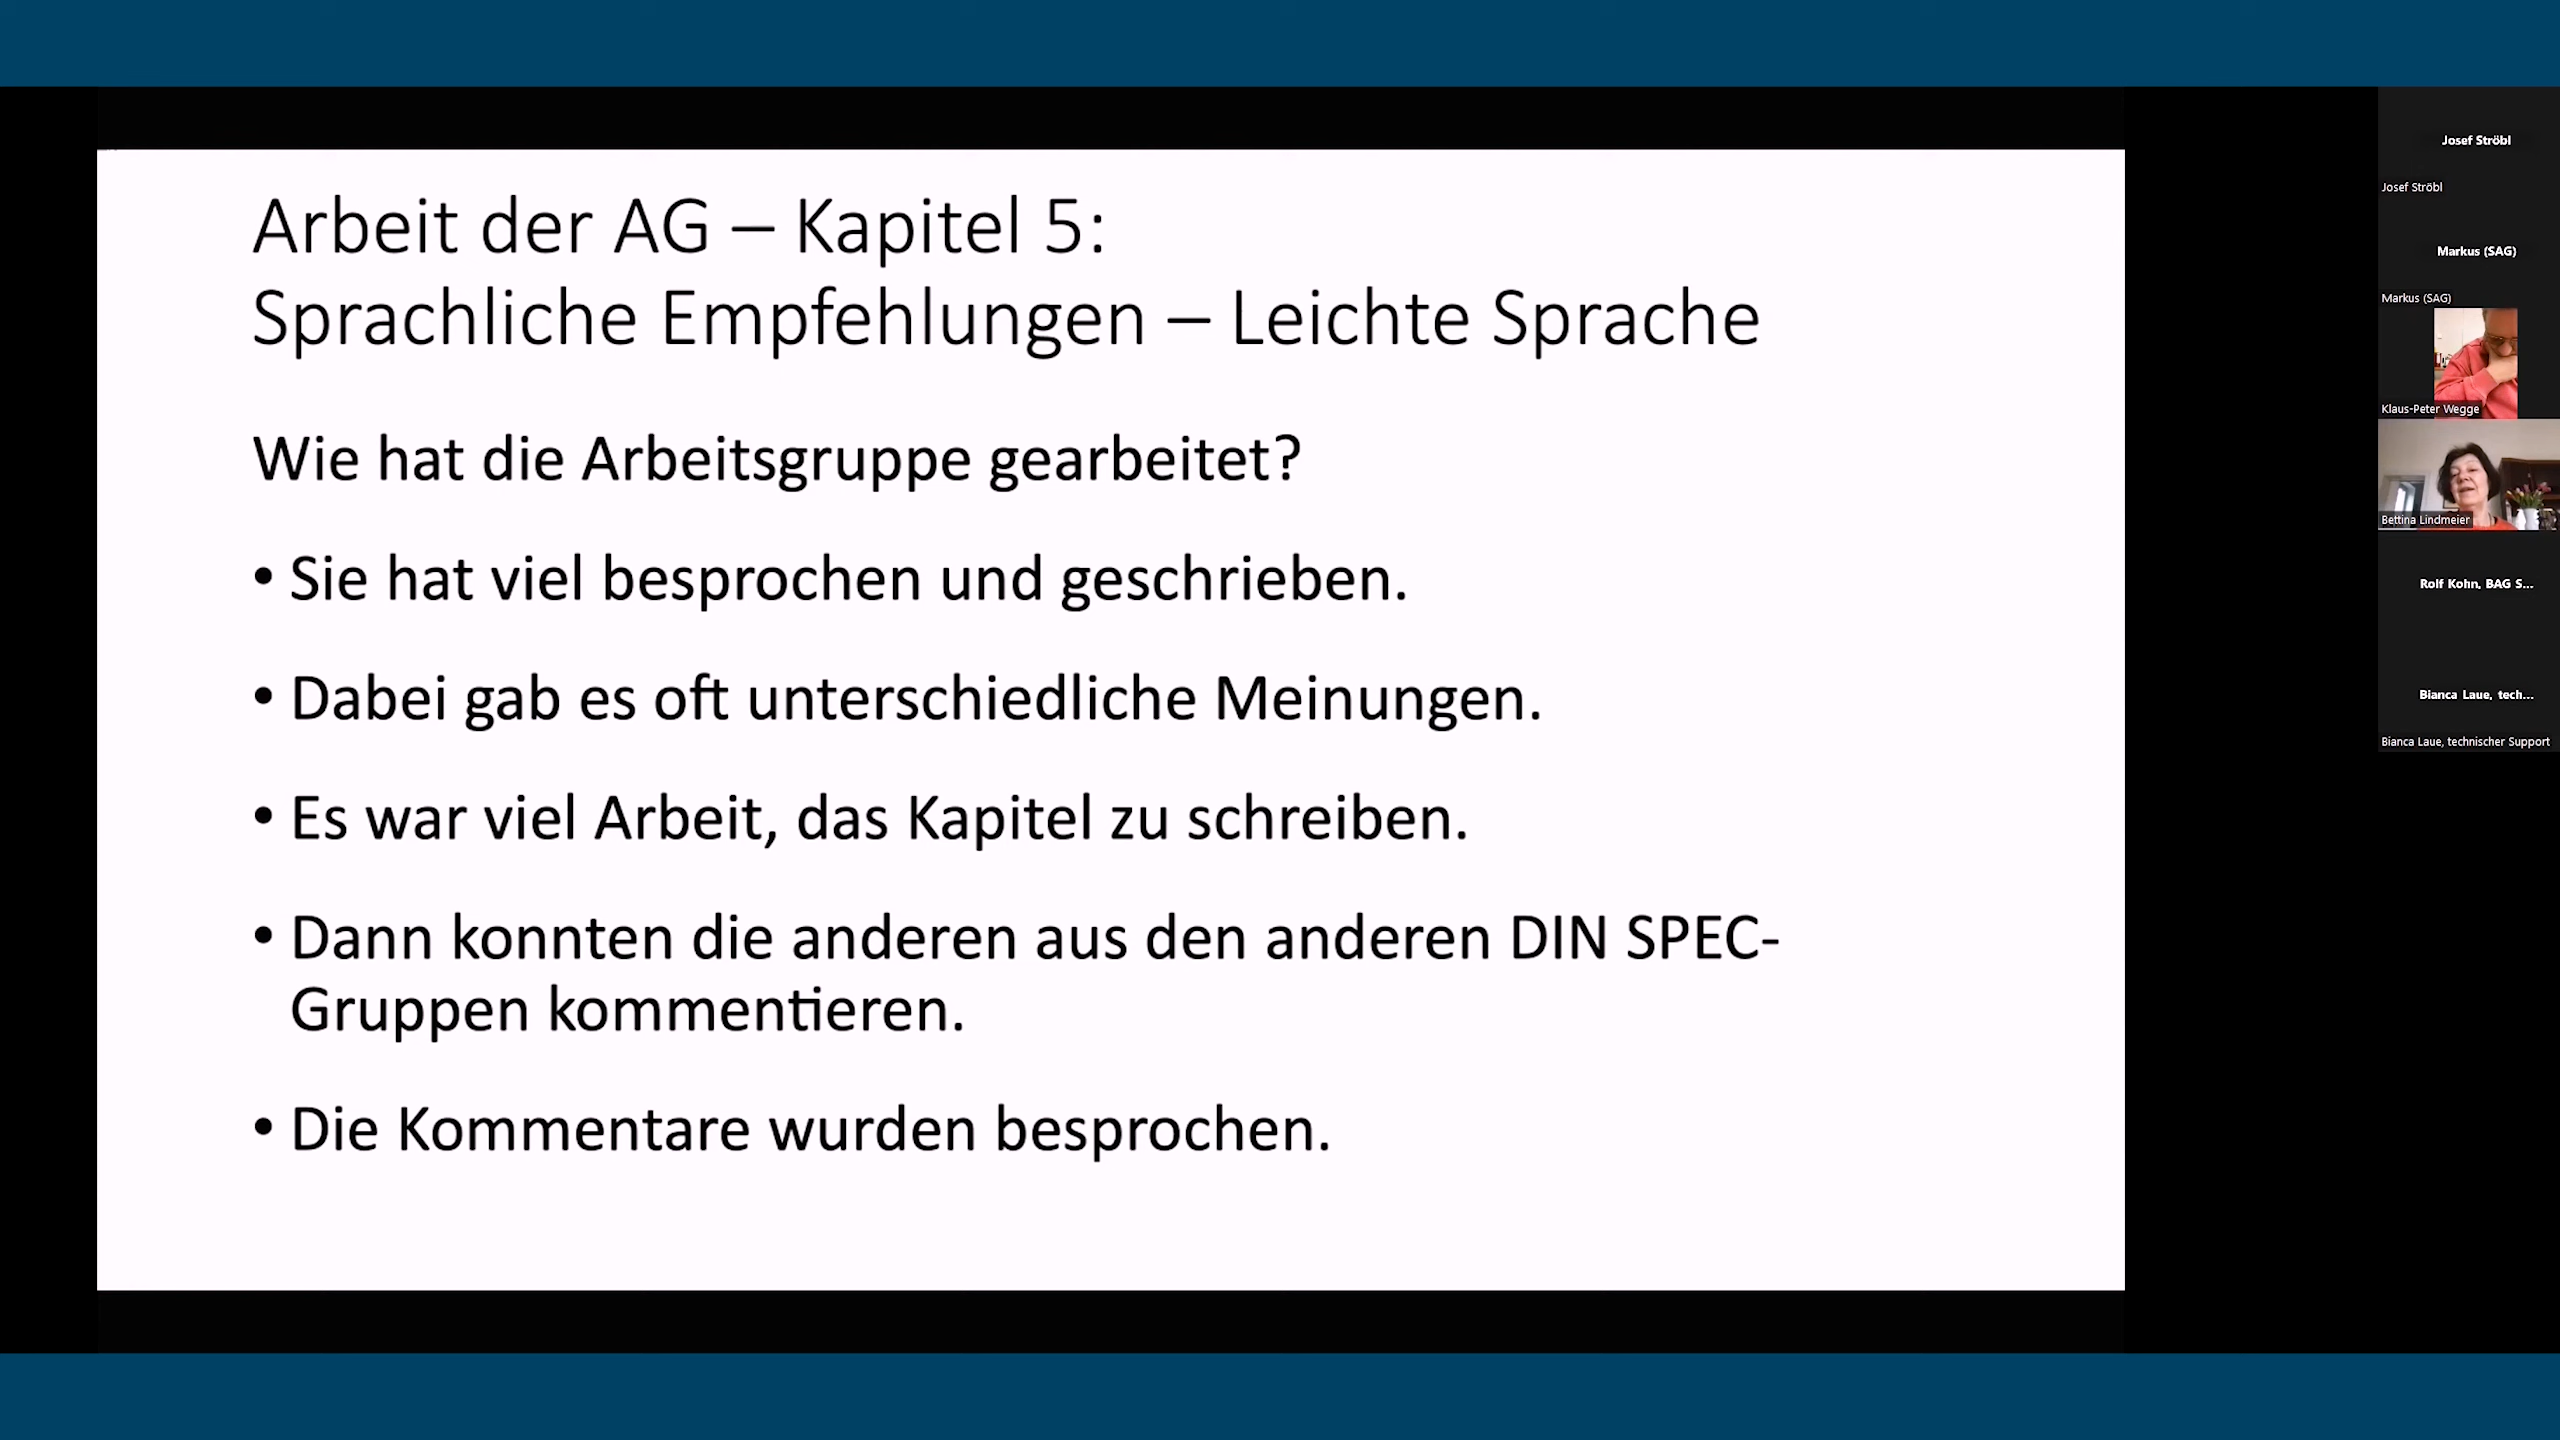 Arbeit der AG – Kapitel 5:
Sprachliche Empfehlungen – Leichte Sprache
Wie hat die Arbeitsgruppe gearbeitet?
• Sie hat viel besprochen und geschrieben.
• Dabei gab es oft unterschiedliche Meinungen.
• Es war viel Arbeit, das Kapitel zu schreiben.
• Dann konnten die anderen aus den anderen DIN SPEC-
Gruppen kommentieren.
• Die Kommentare wurden besprochen.
Josef Ströbl
Josef Ströbl
Markus (SAG)
Markus (SAG)
Klaus-Peter Wegge
Bettina Lindmeier
Rolf Kohn, BAG S...
Bianca Laue, tech...
Bianca Laue, technischer Support